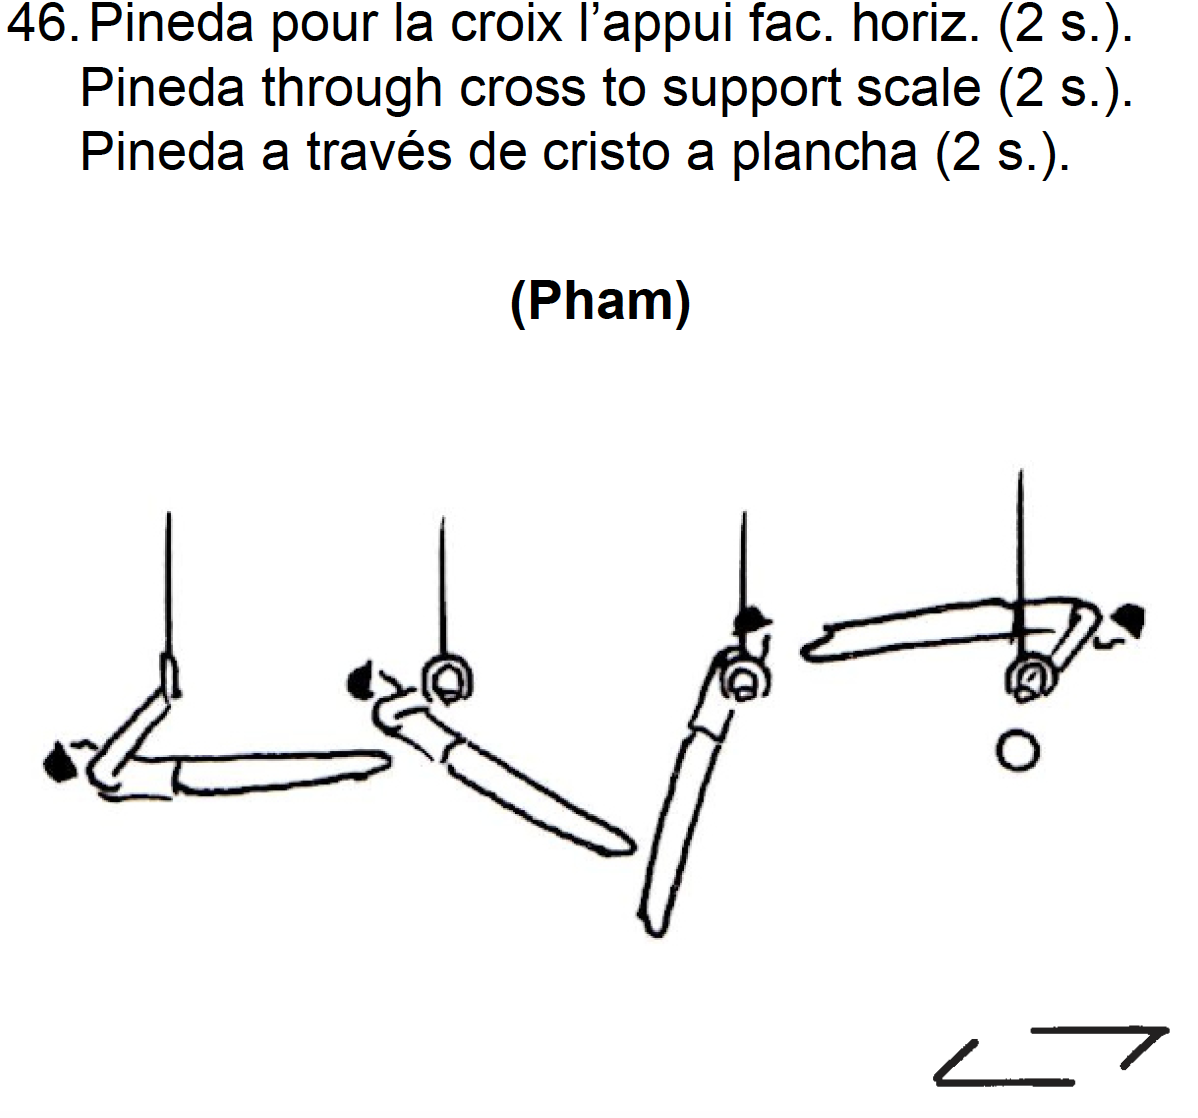 46. Pineda pour la croix l’appui fac. horiz. (2 s.).
Pineda through cross to support scale (2 s.).
Pineda a través de cristo a plancha (2 s.).
(Pham)